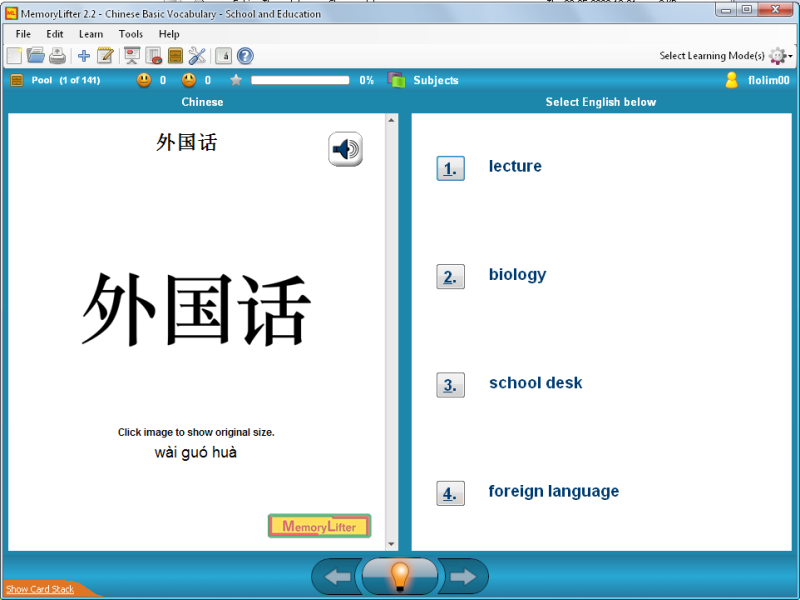 MemoryLifter 2.2 - Chinese Basic Vocabulary - School and Education
File Edit Learn Tools Help
á ?
Select Learning Mode(s)
Pool (1 of 141) 0 0 0% Subjects flolim00
Chinese
外国话
外国话
Click image to show original size.
wài guó huà
MemoryLifter
Select English below
1. lecture
2. biology
3. school desk
4. foreign language
Show Card Stack